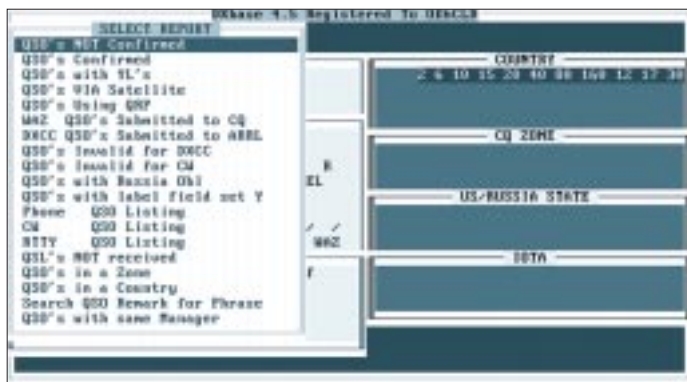 DXbase 4.5 Registered To
SELECT REPORT
QSO's NOT Confirmed
QSO's Confirmed
QSO's with YL's
QSO's VIA Satellite
QSO's Using QRP
WAZ QSO's Submitted to CQ
DXCC QSO's Submitted to ARRL
QSO's Invalid for DXCC
QSO's Invalid for CW
QSO's with Russia Obl
QSO's with label field set Y
Phone QSO Listing
CW QSO Listing
RTTY QSO Listing
QSL's NOT received
QSO's in a Zone
QSO's in a Country
Search QSO Remark for Phrase
QSO's with same Manager
R
EL
/ /
WAZ
COUNTRY
2 6 10 15 20 40 80 160 12 17 30
CQ ZONE
US/RUSSIA STATE
IOTA